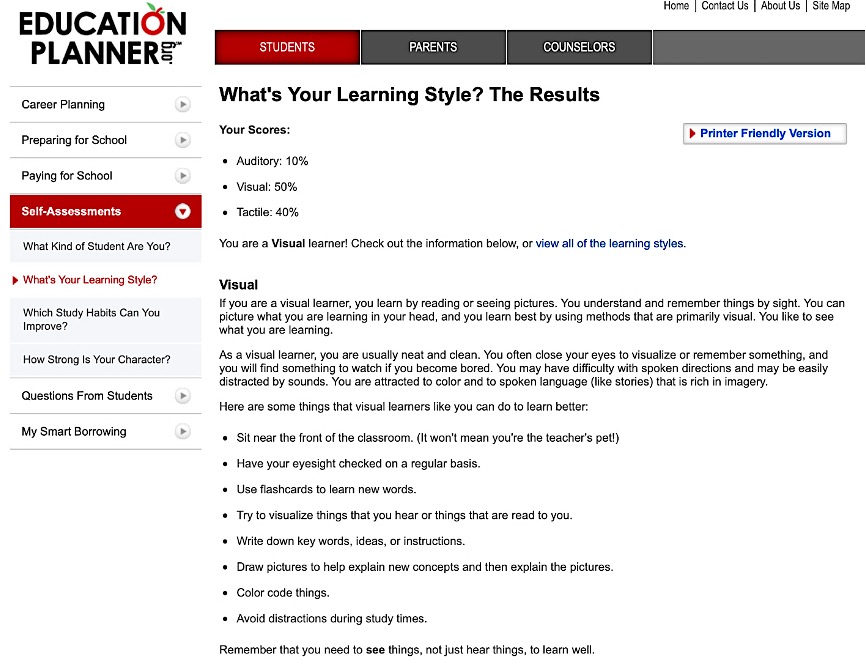 Home | Contact Us | About Us | Site Map
EDUCATION
PLANNER.org℠
STUDENTS
PARENTS
COUNSELORS
Career Planning
Preparing for School
Paying for School
Self-Assessments
What Kind of Student Are You?
What's Your Learning Style?
Which Study Habits Can You
Improve?
How Strong Is Your Character?
Questions From Students
My Smart Borrowing
What's Your Learning Style? The Results
Your Scores:
Printer Friendly Version
• Auditory: 10%
• Visual: 50%
• Tactile: 40%
You are a Visual learner! Check out the information below, or view all of the learning styles.
Visual
If you are a visual learner, you learn by reading or seeing pictures. You understand and remember things by sight. You can
picture what you are learning in your head, and you learn best by using methods that are primarily visual. You like to see
what you are learning.
As a visual learner, you are usually neat and clean. You often close your eyes to visualize or remember something, and
you will find something to watch if you become bored. You may have difficulty with spoken directions and may be easily
distracted by sounds. You are attracted to color and to spoken language (like stories) that is rich in imagery.
Here are some things that visual learners like you can do to learn better:
• Sit near the front of the classroom. (It won't mean you're the teacher's pet!)
• Have your eyesight checked on a regular basis.
• Use flashcards to learn new words.
• Try to visualize things that you hear or things that are read to you.
• Write down key words, ideas, or instructions.
• Draw pictures to help explain new concepts and then explain the pictures.
• Color code things.
• Avoid distractions during study times.
Remember that you need to see things, not just hear things, to learn well.